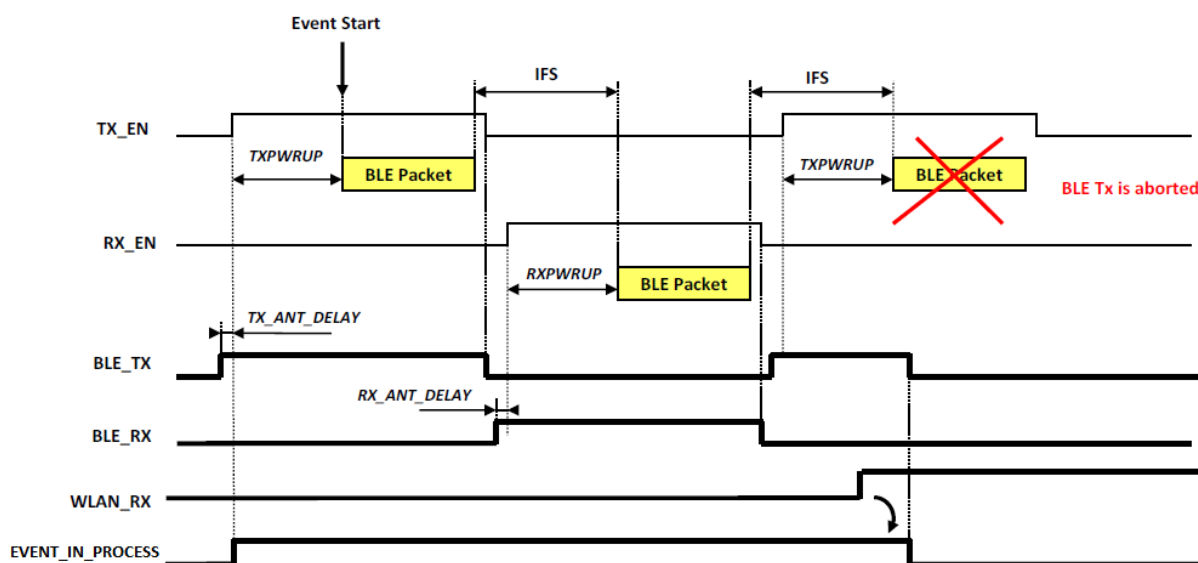 Event Start
IFS
IFS
TX_EN
TXPWRUP
TXPWRUP
BLE Packet
BLE Packet
BLE Tx is aborted
RX_EN
RXPWRUP
BLE Packet
TX_ANT_DELAY
BLE_TX
RX_ANT_DELAY
BLE_RX
WLAN_RX
EVENT_IN_PROCESS